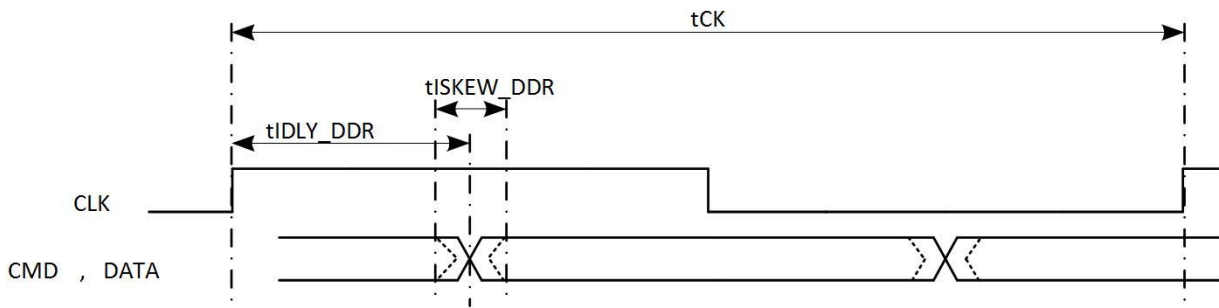 tCK
tISKEW_DDR
tIDLY_DDR
CLK
CMD , DATA